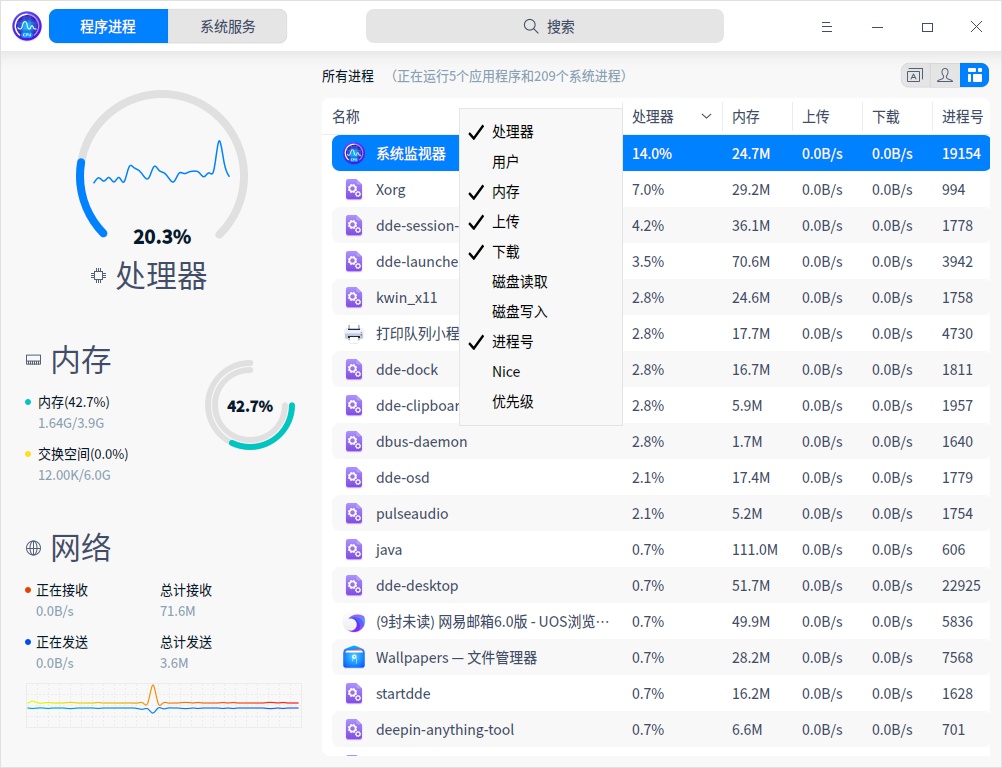 程序进程 系统服务 搜索
所有进程 （正在运行5个应用程序和209个系统进程）
20.3%
处理器
内存
内存(42.7%)
1.64G/3.9G
交换空间(0.0%)
12.00K/6.0G
42.7%
网络
正在接收 总计接收
0.0B/s 71.6M
正在发送 总计发送
0.0B/s 3.6M
名称 处理器 内存 上传 下载 进程号
系统监视器 14.0% 24.7M 0.0B/s 0.0B/s 19154
Xorg 7.0% 29.2M 0.0B/s 0.0B/s 994
dde-session- 4.2% 36.1M 0.0B/s 0.0B/s 1778
dde-launche 3.5% 70.6M 0.0B/s 0.0B/s 3942
kwin_x11 2.8% 24.6M 0.0B/s 0.0B/s 1758
打印队列小程 2.8% 17.7M 0.0B/s 0.0B/s 4730
dde-dock 2.8% 16.7M 0.0B/s 0.0B/s 1811
dde-clipboar 2.8% 5.9M 0.0B/s 0.0B/s 1957
dbus-daemon 2.8% 1.7M 0.0B/s 0.0B/s 1640
dde-osd 2.1% 17.4M 0.0B/s 0.0B/s 1779
pulseaudio 2.1% 5.2M 0.0B/s 0.0B/s 1754
java 0.7% 111.0M 0.0B/s 0.0B/s 606
dde-desktop 0.7% 51.7M 0.0B/s 0.0B/s 22925
(9封未读) 网易邮箱6.0版 - UOS浏览… 0.7% 49.9M 0.0B/s 0.0B/s 5836
Wallpapers — 文件管理器 0.7% 28.2M 0.0B/s 0.0B/s 7568
startdde 0.7% 16.2M 0.0B/s 0.0B/s 1628
deepin-anything-tool 0.7% 6.6M 0.0B/s 0.0B/s 701
处理器
用户
内存
上传
下载
磁盘读取
磁盘写入
进程号
Nice
优先级